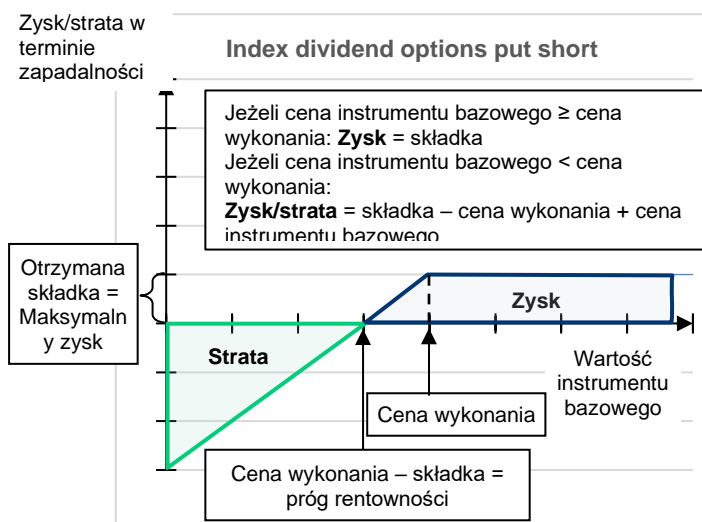 Zysk/strata w
terminie
zapadalności
Index dividend options put short
Jeżeli cena instrumentu bazowego ≥ cena
wykonania: Zysk = składka
Jeżeli cena instrumentu bazowego < cena
wykonania:
Zysk/strata = składka – cena wykonania + cena
instrumentu bazowego
Otrzymana
składka =
Maksymaln
y zysk
Zysk
Strata
Wartość
instrumentu
bazowego
Cena wykonania
Cena wykonania – składka =
próg rentowności